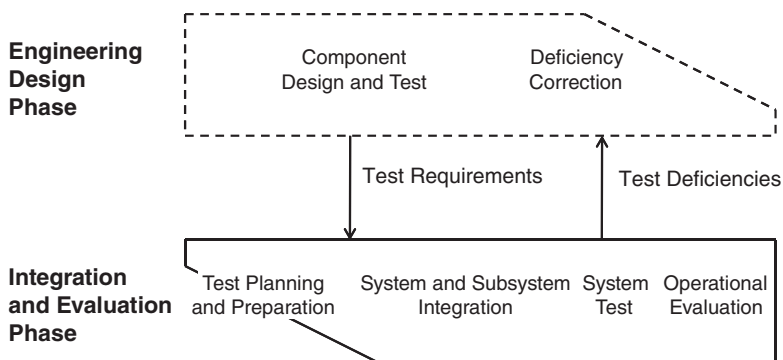 Engineering
Design
Phase
Component
Design and Test
Deficiency
Correction
Test Requirements
Test Deficiencies
Integration
and Evaluation
Phase
Test Planning
and Preparation
System and Subsystem
Integration
System
Test
Operational
Evaluation